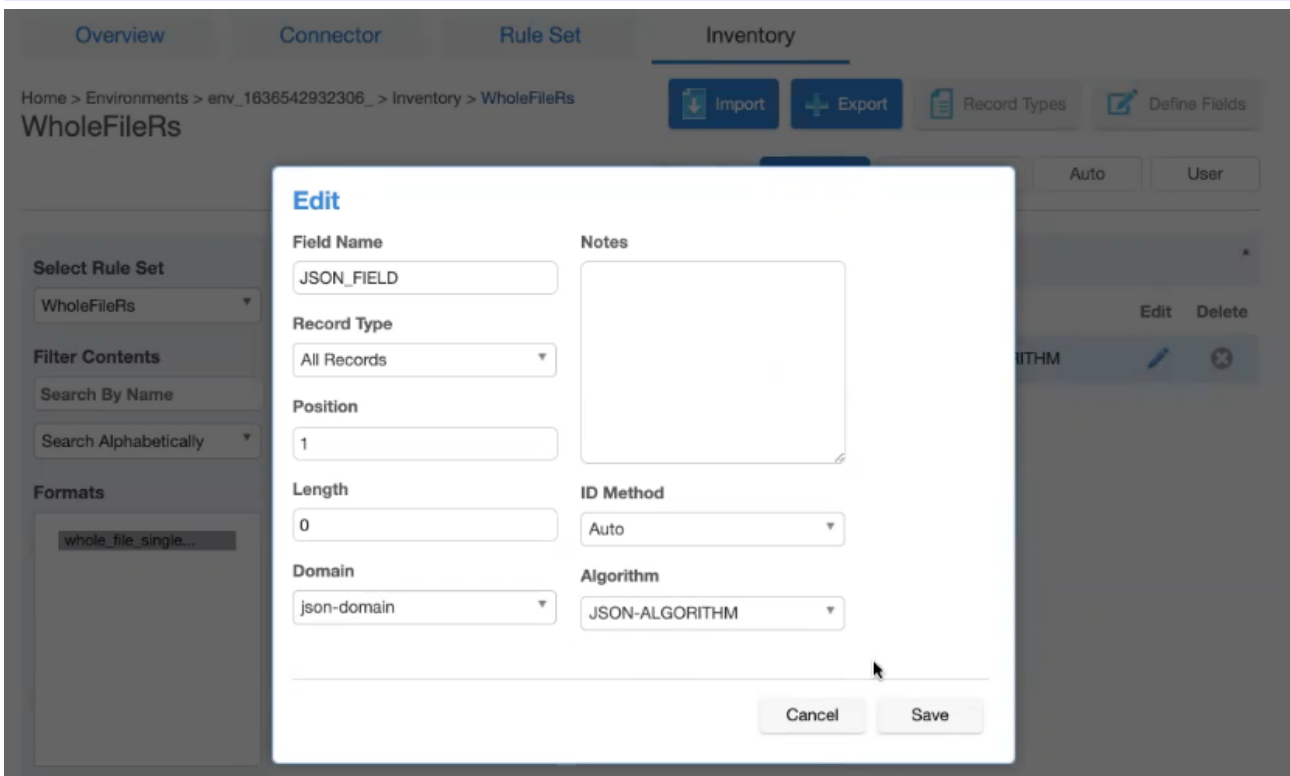 Overview Connector Rule Set Inventory
Home > Environments > env_1636542932306_ > Inventory > WholeFileRs
WholeFileRs
Import Export Record Types Define Fields
Auto User
Select Rule Set
WholeFileRs
Filter Contents
Search By Name
Search Alphabetically
Formats
whole_file_single...
Edit Delete
Edit
Field Name
JSON_FIELD
Record Type
All Records
Position
1
Length
0
Domain
json-domain
Notes
ID Method
Auto
Algorithm
JSON-ALGORITHM
Cancel Save